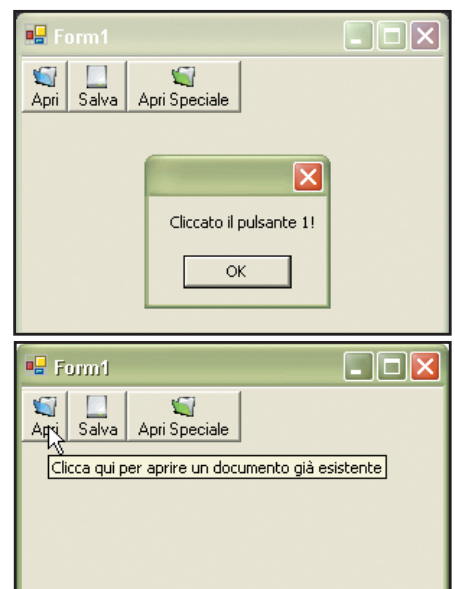 Form1
Apri Salva Apri Speciale
Cliccato il pulsante 1!
OK
Form1
Apri Salva Apri Speciale
Clicca qui per aprire un documento già esistente